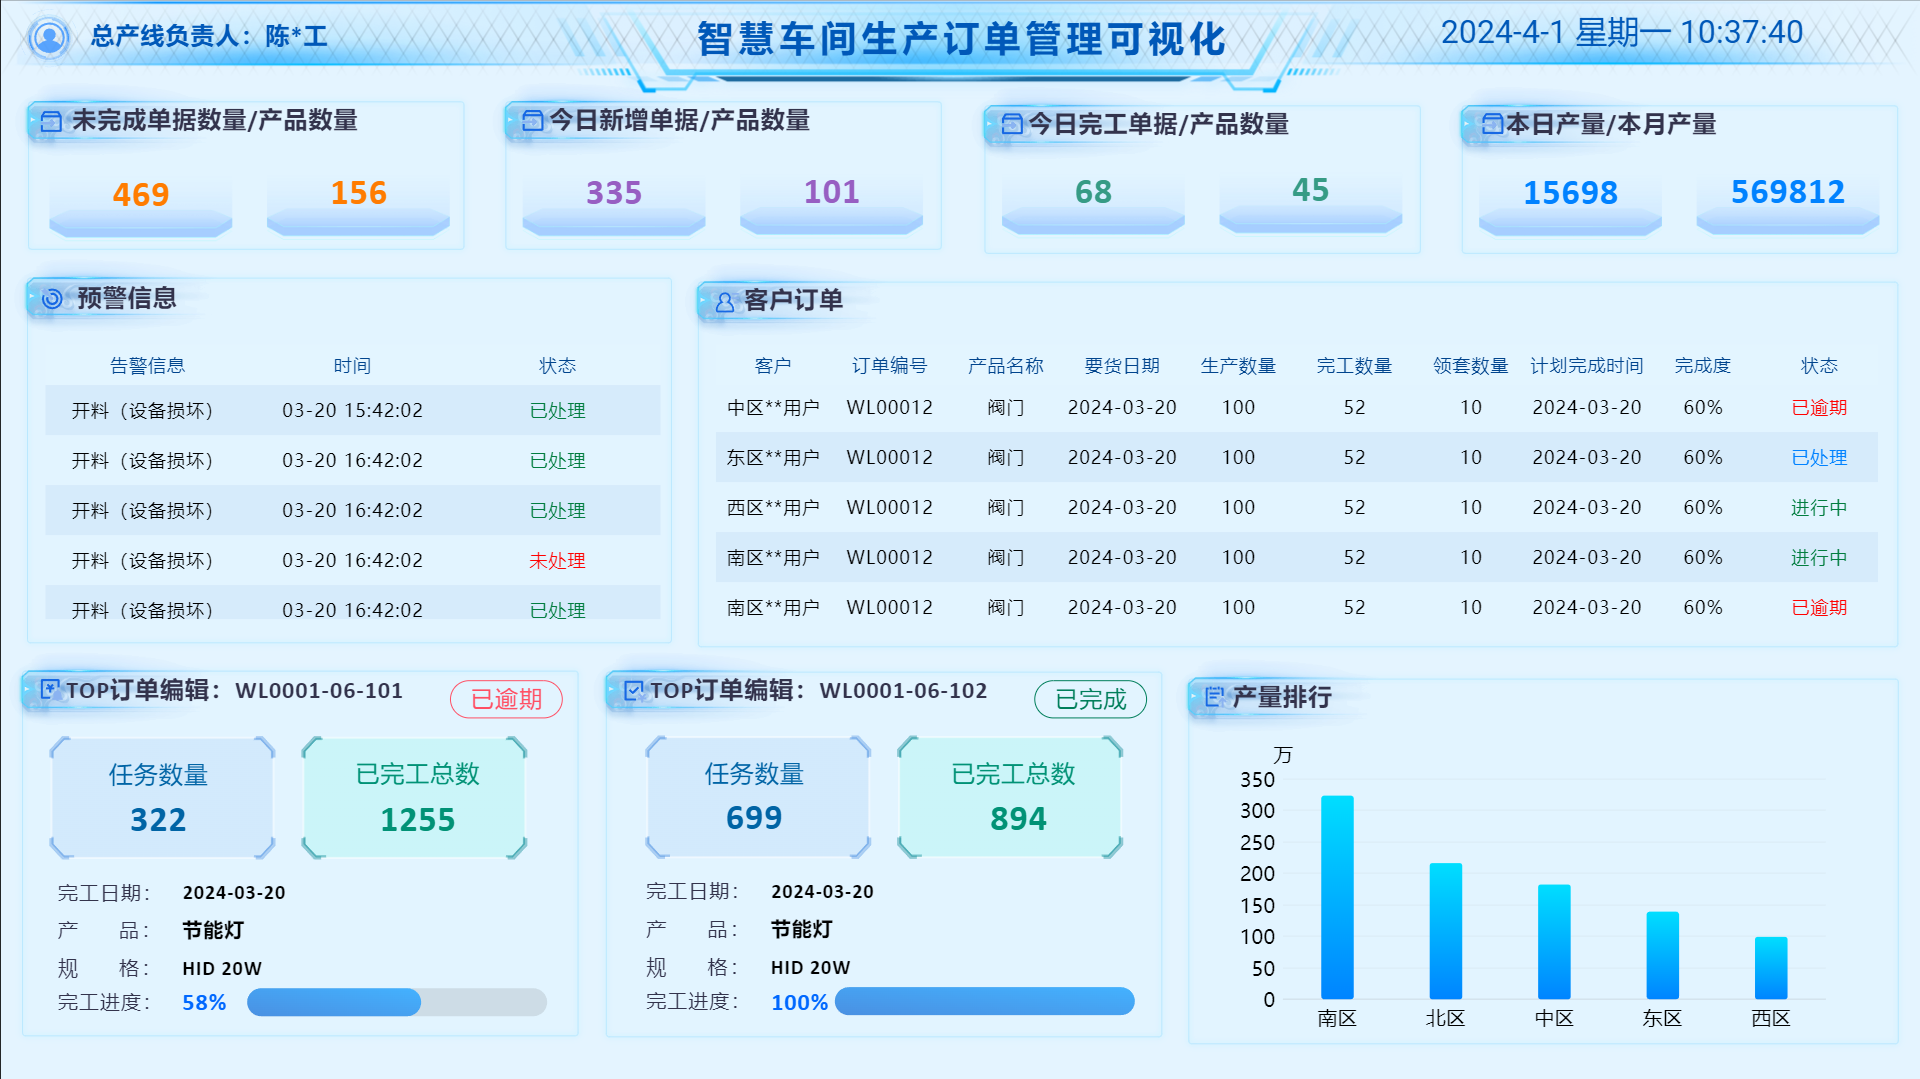 总产线负责人：陈*工
智慧车间生产订单管理可视化
2024-4-1 星期一 10:37:40
未完成单据数量/产品数量
469 156
今日新增单据/产品数量
335 101
今日完工单据/产品数量
68 45
本日产量/本月产量
15698 569812
预警信息
告警信息 时间 状态
开料（设备损坏） 03-20 15:42:02 已处理
开料（设备损坏） 03-20 16:42:02 已处理
开料（设备损坏） 03-20 16:42:02 已处理
开料（设备损坏） 03-20 16:42:02 未处理
开料（设备损坏） 03-20 16:42:02 已处理
客户订单
客户 订单编号 产品名称 要货日期 生产数量 完工数量 领套数量 计划完成时间 完成度 状态
中区**用户 WL00012 阀门 2024-03-20 100 52 10 2024-03-20 60% 已逾期
东区**用户 WL00012 阀门 2024-03-20 100 52 10 2024-03-20 60% 已处理
西区**用户 WL00012 阀门 2024-03-20 100 52 10 2024-03-20 60% 进行中
南区**用户 WL00012 阀门 2024-03-20 100 52 10 2024-03-20 60% 进行中
南区**用户 WL00012 阀门 2024-03-20 100 52 10 2024-03-20 60% 已逾期
TOP订单编辑：WL0001-06-101
已逾期
任务数量
322
已完工总数
1255
完工日期： 2024-03-20
产 品： 节能灯
规 格： HID 20W
完工进度： 58%
TOP订单编辑：WL0001-06-102
已完成
任务数量
699
已完工总数
894
完工日期： 2024-03-20
产 品： 节能灯
规 格： HID 20W
完工进度： 100%
产量排行
万
350
300
250
200
150
100
50
0
南区 北区 中区 东区 西区